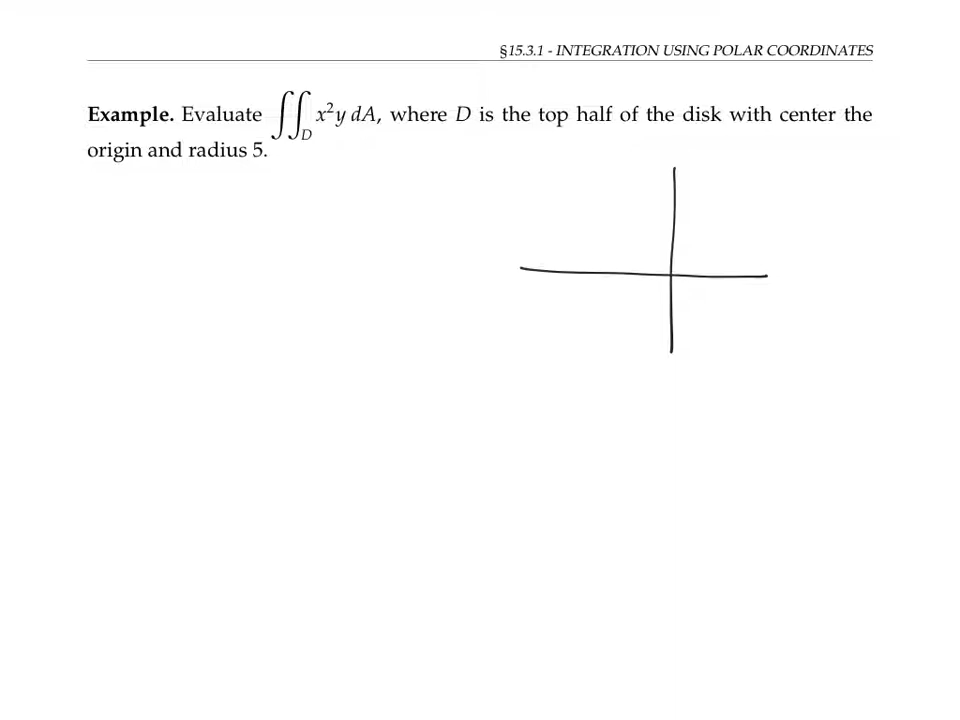 §15.3.1 - INTEGRATION USING POLAR COORDINATES
Example. Evaluate ∬_D x²y dA, where D is the top half of the disk with center the
origin and radius 5.